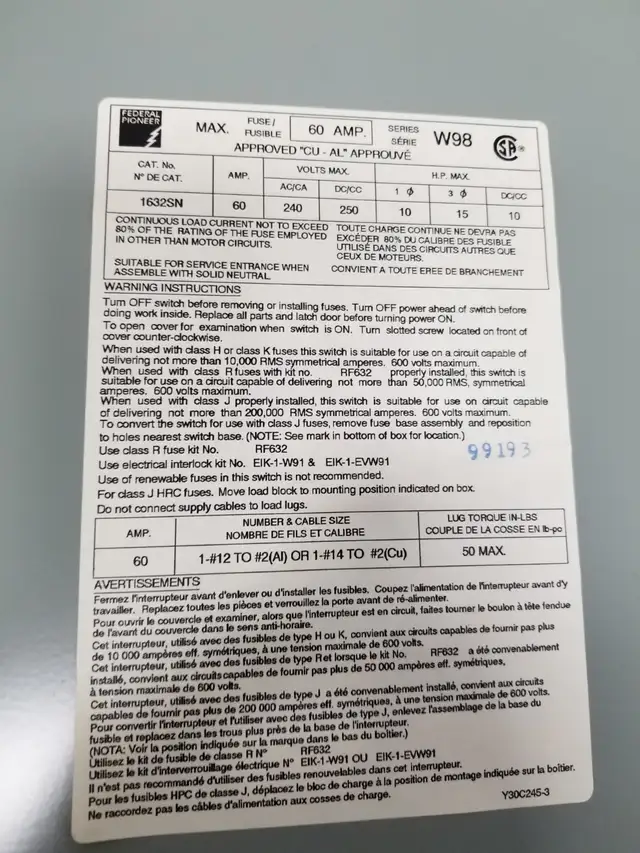 FEDERAL
PIONEER
MAX. FUSE / FUSIBLE 60 AMP. SERIES SÉRIE W98
APPROVED "CU - AL" APPROUVÉ
CAT. No. N° DE CAT. AMP. VOLTS MAX. H.P. MAX.
AC/CA DC/CC 1 ϕ 3 ϕ DC/CC
1632SN 60 240 250 10 15 10
CONTINUOUS LOAD CURRENT NOT TO EXCEED
80% OF THE RATING OF THE FUSE EMPLOYED
IN OTHER THAN MOTOR CIRCUITS.
SUITABLE FOR SERVICE ENTRANCE WHEN
ASSEMBLE WITH SOLID NEUTRAL.
TOUTE CHARGE CONTINUE NE DEVRA PAS
EXCÉDER 80% DU CALIBRE DES FUSIBLE
UTILISÉ DANS DES CIRCUITS AUTRES QUE
CEUX DE MOTEURS.
CONVIENT A TOUTE EREE DE BRANCHEMENT
WARNING INSTRUCTIONS
Turn OFF switch before removing or installing fuses. Turn OFF power ahead of switch before
doing work inside. Replace all parts and latch door before turning power ON.
To open cover for examination when switch is ON. Turn slotted screw located on front of
cover counter-clockwise.
When used with class H or class K fuses this switch is suitable for use on a circuit capable of
delivering not more than 10,000 RMS symmetrical amperes. 600 volts maximum.
When used with class R fuses with kit no. RF632 properly installed, this switch is
suitable for use on a circuit capable of delivering not more than 50,000 RMS, symmetrical
amperes. 600 volts maximum.
When used with class J properly installed, this switch is suitable for use on circuit capable
of delivering not more than 200,000 RMS symmetrical amperes. 600 volts maximum.
To convert the switch for use with class J fuses, remove fuse base assembly and reposition
to holes nearest switch base. (NOTE: See mark in bottom of box for location.)
Use class R fuse kit No. RF632
Use electrical interlock kit No. EIK-1-W91 & EIK-1-EVW91
99193
Use of renewable fuses in this switch is not recommended.
For class J HRC fuses. Move load block to mounting position indicated on box.
Do not connect supply cables to load lugs.
AMP. NUMBER & CABLE SIZE NOMBRE DE FILS ET CALIBRE LUG TORQUE IN-LBS COUPLE DE LA COSSE EN lb-po
60 1-#12 TO #2(Al) OR 1-#14 TO #2(Cu) 50 MAX.
AVERTISSEMENTS
Fermez l'interrupteur avant d'enlever ou d'installer les fusibles. Coupez l'alimentation de l'interrupteur avant d'y
travailler. Replacez toutes les pièces et verrouillez la porte avant de ré-alimenter.
Pour ouvrir le couvercle et examiner, alors que l'interrupteur est en circuit, faites tourner le boulon à tête fendue
de l'avant du couvercle dans le sens anti-horaire.
Cet interrupteur, utilisé avec des fusibles de type H ou K, convient aux circuits capables de fournir pas plus
de 10 000 ampères eff. symétriques, à une tension maximale de 600 volts.
Cet interrupteur, utilisé avec des fusibles de type R et lorsque le kit No. RF632 a été convenablement
installé, convient aux circuits capables de fournir pas plus de 50 000 ampères eff. symétriques,
à tension maximale de 600 volts.
Cet interrupteur, utilisé avec des fusibles de type J a été convenablement installé, convient aux circuits
capables de fournir pas plus de 200 000 ampères eff. symétriques, à une tension maximale de 600 volts.
Pour convertir l'interrupteur et l'utiliser avec des fusibles de type J, enlevez l'assemblage de la base du
fusible et replacez dans les trous plus près de la base de l'interrupteur.
(NOTA: Voir la position indiquée sur la marque dans le bas du boîtier.)
Utilisez le kit de fusible de classe R N° RF632
Utilisez le kit d'interverrouillage électrique N° EIK-1-W91 OU EIK-1-EVW91
Il n'est pas recommandé d'utiliser des fusibles renouvelables dans cet interrupteur.
Pour les fusibles HPC de classe J, déplacez le bloc de charge à la position de montage indiquée sur la boîtier.
Ne raccordez pas les câbles d'alimentation aux cosses de charge.
Y30C245-3